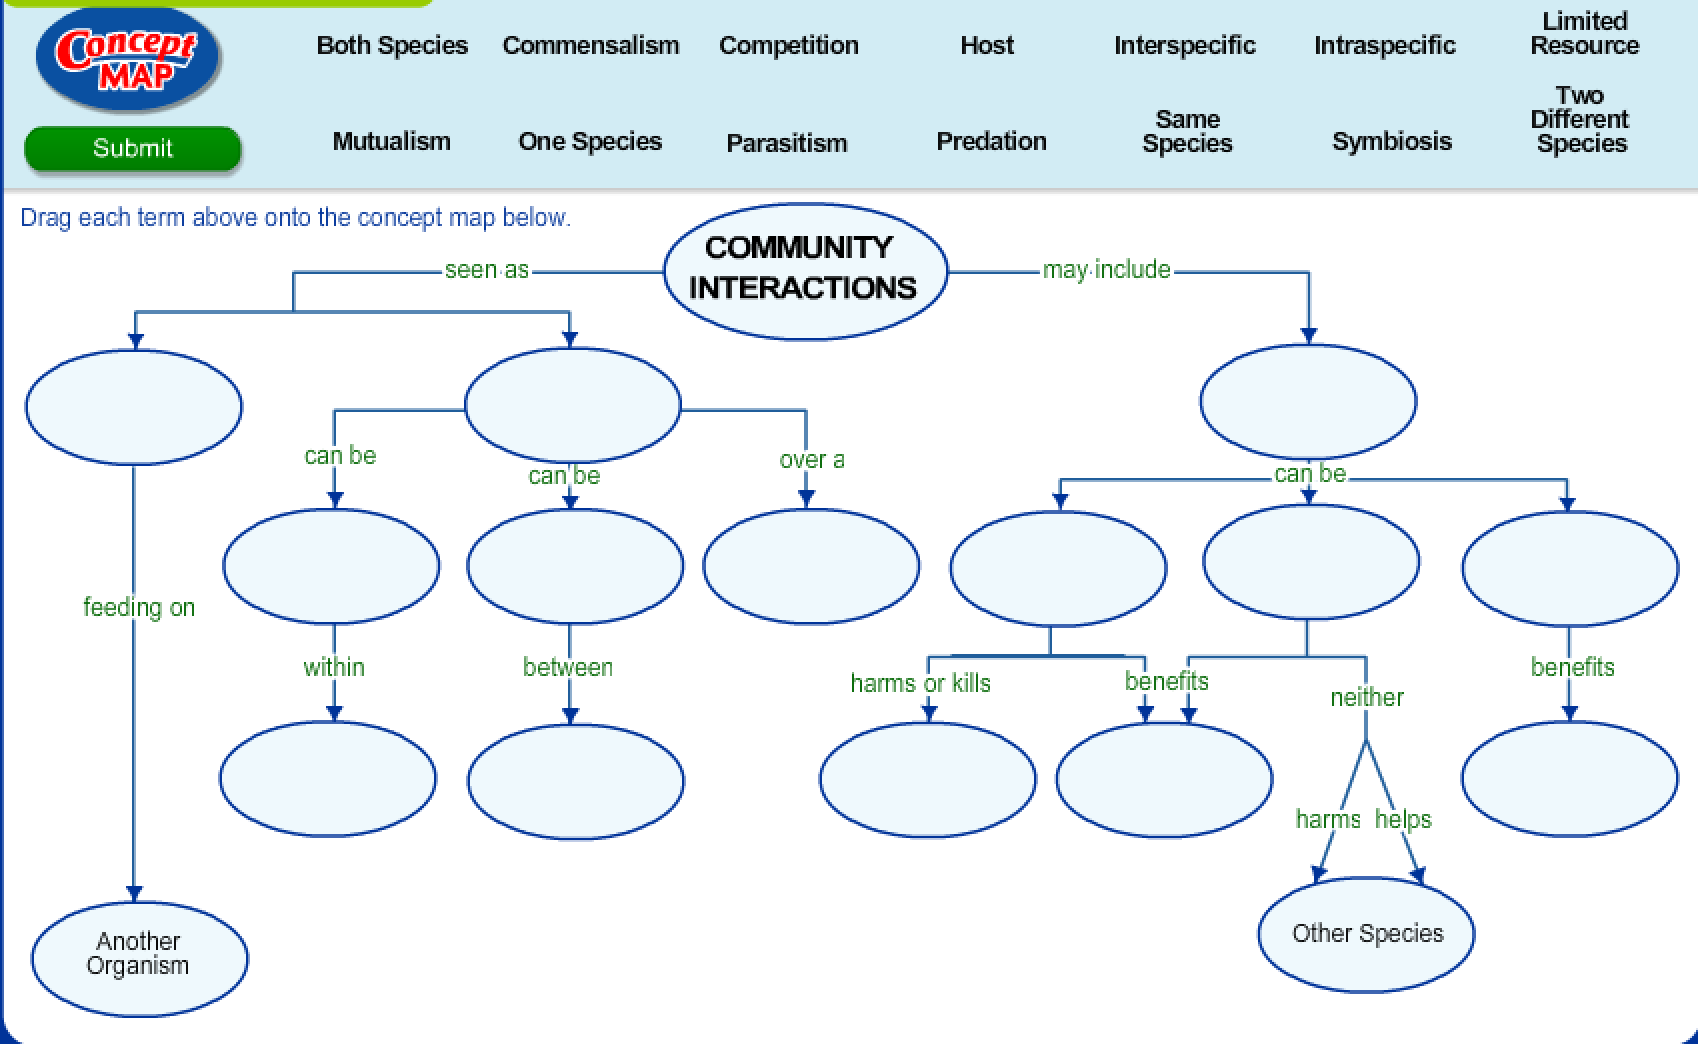 Concept
MAP
Submit
Both Species
Commensalism
Competition
Host
Interspecific
Intraspecific
Limited
Resource
Mutualism
One Species
Parasitism
Predation
Same
Species
Symbiosis
Two
Different
Species
Drag each term above onto the concept map below.
COMMUNITY
INTERACTIONS
seen as
may include
can be
can be
over a
can be
feeding on
within
between
harms or kills
benefits
neither
benefits
harms
helps
Another
Organism
Other Species